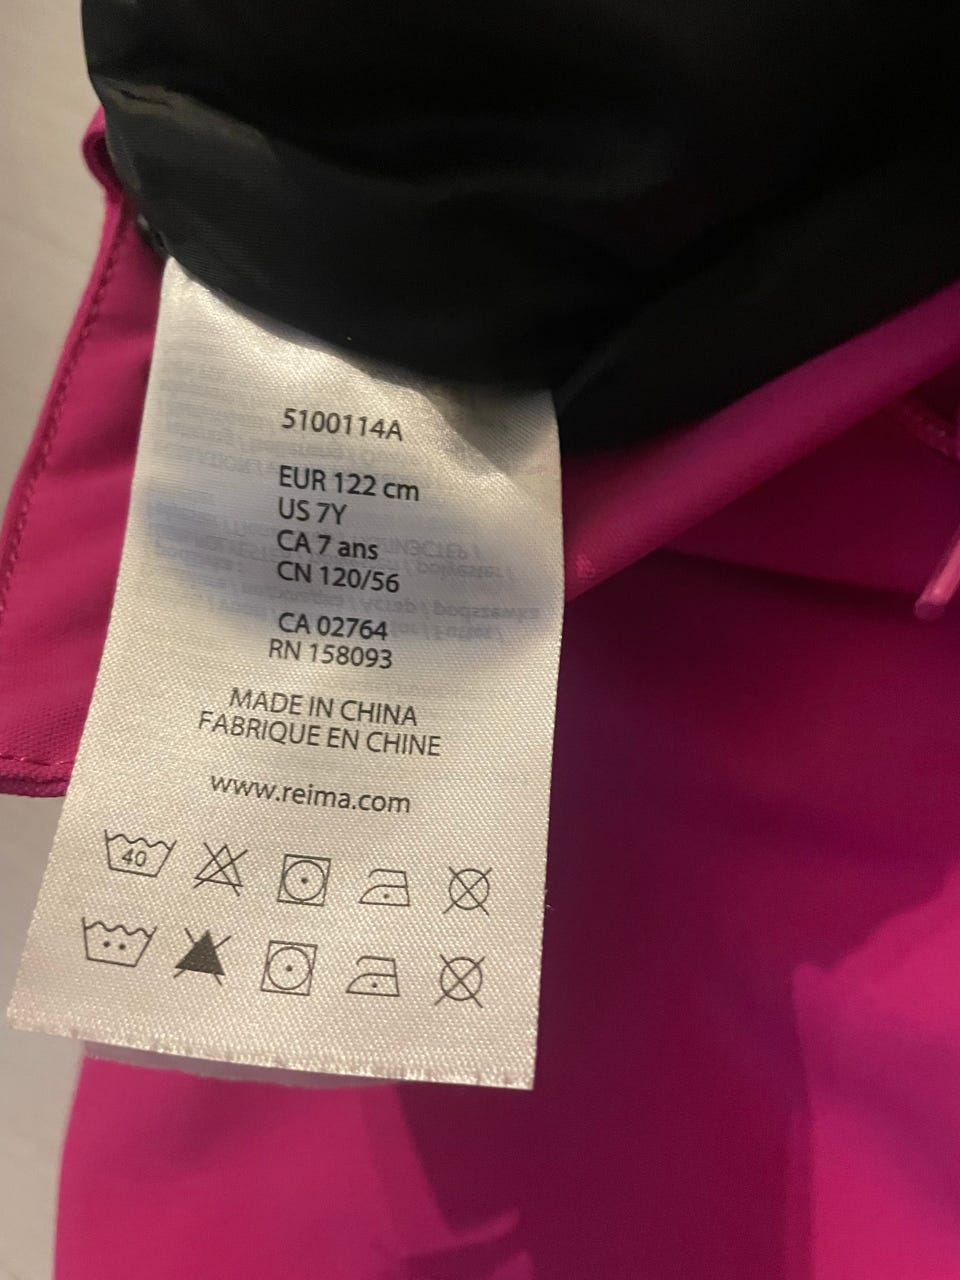 5100114A
EUR 122 cm
US 7Y
CA 7 ans
CN 120/56
CA 02764
RN 158093
MADE IN CHINA
FABRIQUE EN CHINE
www.reima.com
40